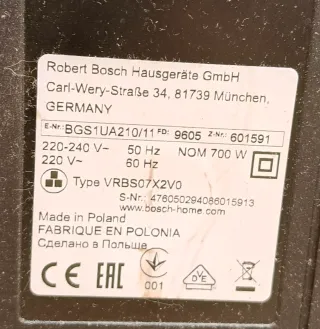 Robert Bosch Hausgeräte GmbH
Carl-Wery-Straße 34, 81739 München,
GERMANY
E-Nr.: BGS1UA210/11 FD: 9605 Z-Nr.: 601591
220-240 V~ 50 Hz NOM 700 W
220 V~ 60 Hz
Type VRBS07X2V0
S-Nr.: 476050294086015913
www.bosch-home.com
Made in Poland
FABRIQUE EN POLONIA
Сделано в Польше
CE EAC 001 VDE